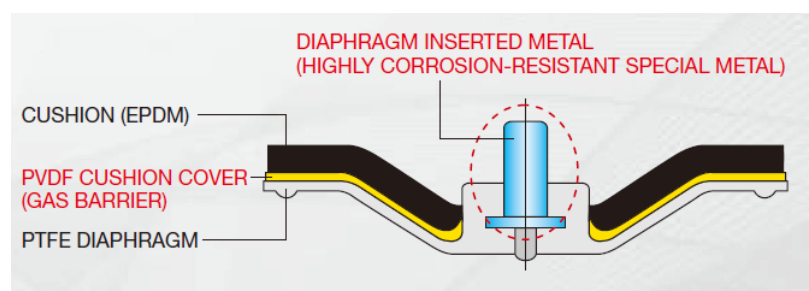 DIAPHRAGM INSERTED METAL
(HIGHLY CORROSION-RESISTANT SPECIAL METAL)
CUSHION (EPDM)
PVDF CUSHION COVER
(GAS BARRIER)
PTFE DIAPHRAGM